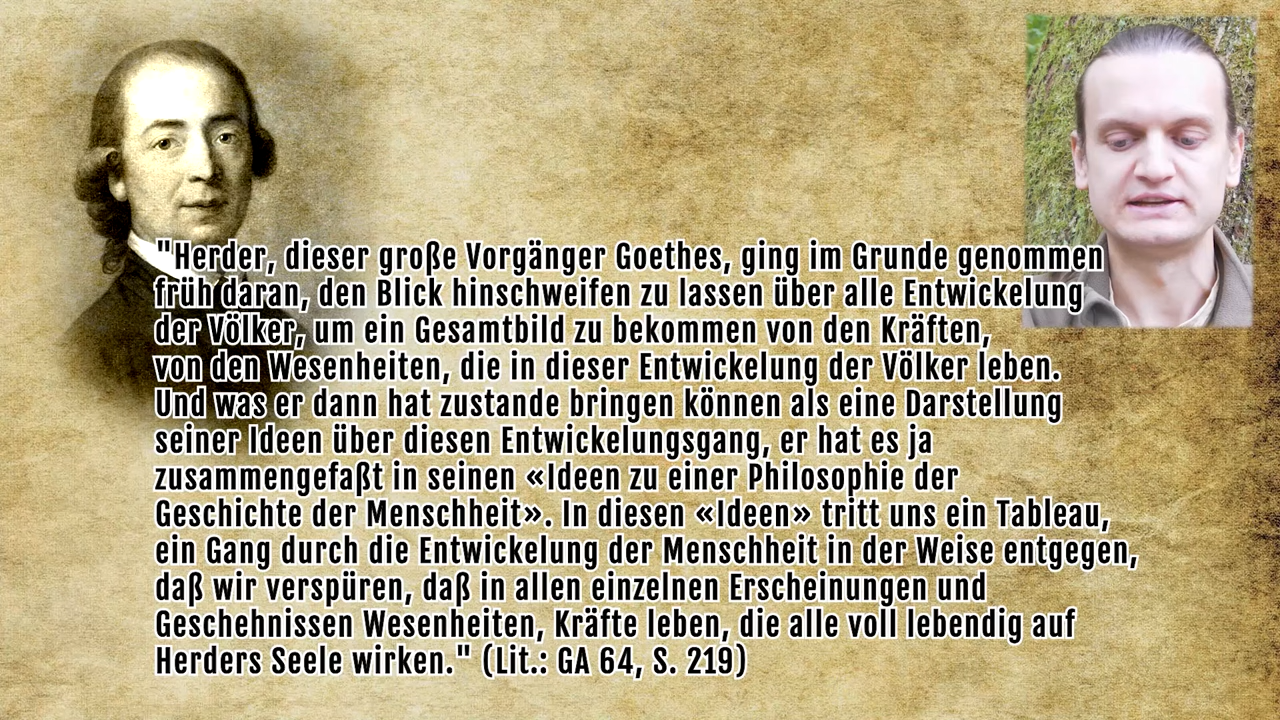 "Herder, dieser große Vorgänger Goethes, ging im Grunde genommen
früh daran, den Blick hinschweifen zu lassen über alle Entwickelung
der Völker, um ein Gesamtbild zu bekommen von den Kräften,
von den Wesenheiten, die in dieser Entwickelung der Völker leben.
Und was er dann hat zustande bringen können als eine Darstellung
seiner Ideen über diesen Entwickelungsgang, er hat es ja
zusammengefaßt in seinen «Ideen zu einer Philosophie der
Geschichte der Menschheit». In diesen «Ideen» tritt uns ein Tableau,
ein Gang durch die Entwickelung der Menschheit in der Weise entgegen,
daß wir verspüren, daß in allen einzelnen Erscheinungen und
Geschehnissen Wesenheiten, Kräfte leben, die alle voll lebendig auf
Herders Seele wirken." (Lit.: GA 64, S. 219)